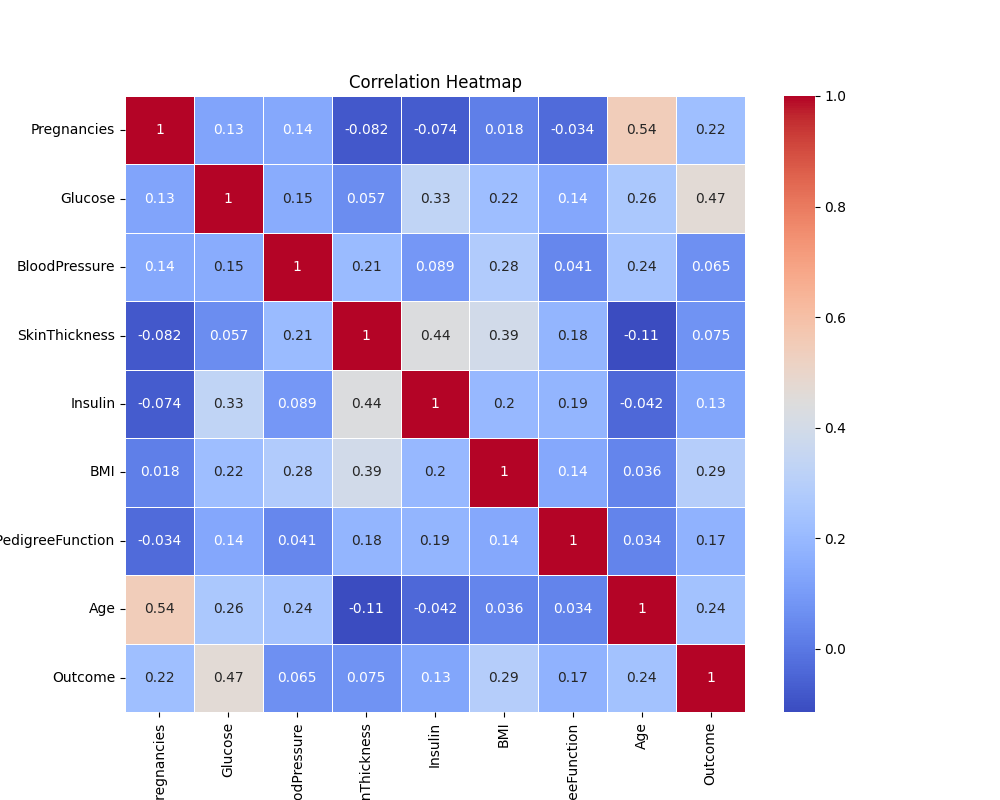 Correlation Heatmap
Pregnancies 1 0.13 0.14 -0.082 -0.074 0.018 -0.034 0.54 0.22
Glucose 0.13 1 0.15 0.057 0.33 0.22 0.14 0.26 0.47
BloodPressure 0.14 0.15 1 0.21 0.089 0.28 0.041 0.24 0.065
SkinThickness -0.082 0.057 0.21 1 0.44 0.39 0.18 -0.11 0.075
Insulin -0.074 0.33 0.089 0.44 1 0.2 0.19 -0.042 0.13
BMI 0.018 0.22 0.28 0.39 0.2 1 0.14 0.036 0.29
PedigreeFunction -0.034 0.14 0.041 0.18 0.19 0.14 1 0.034 0.17
Age 0.54 0.26 0.24 -0.11 -0.042 0.036 0.034 1 0.24
Outcome 0.22 0.47 0.065 0.075 0.13 0.29 0.17 0.24 1
regnancies
Glucose
odPressure
nThickness
Insulin
BMI
eeFunction
Age
Outcome
1.0
0.8
0.6
0.4
0.2
0.0